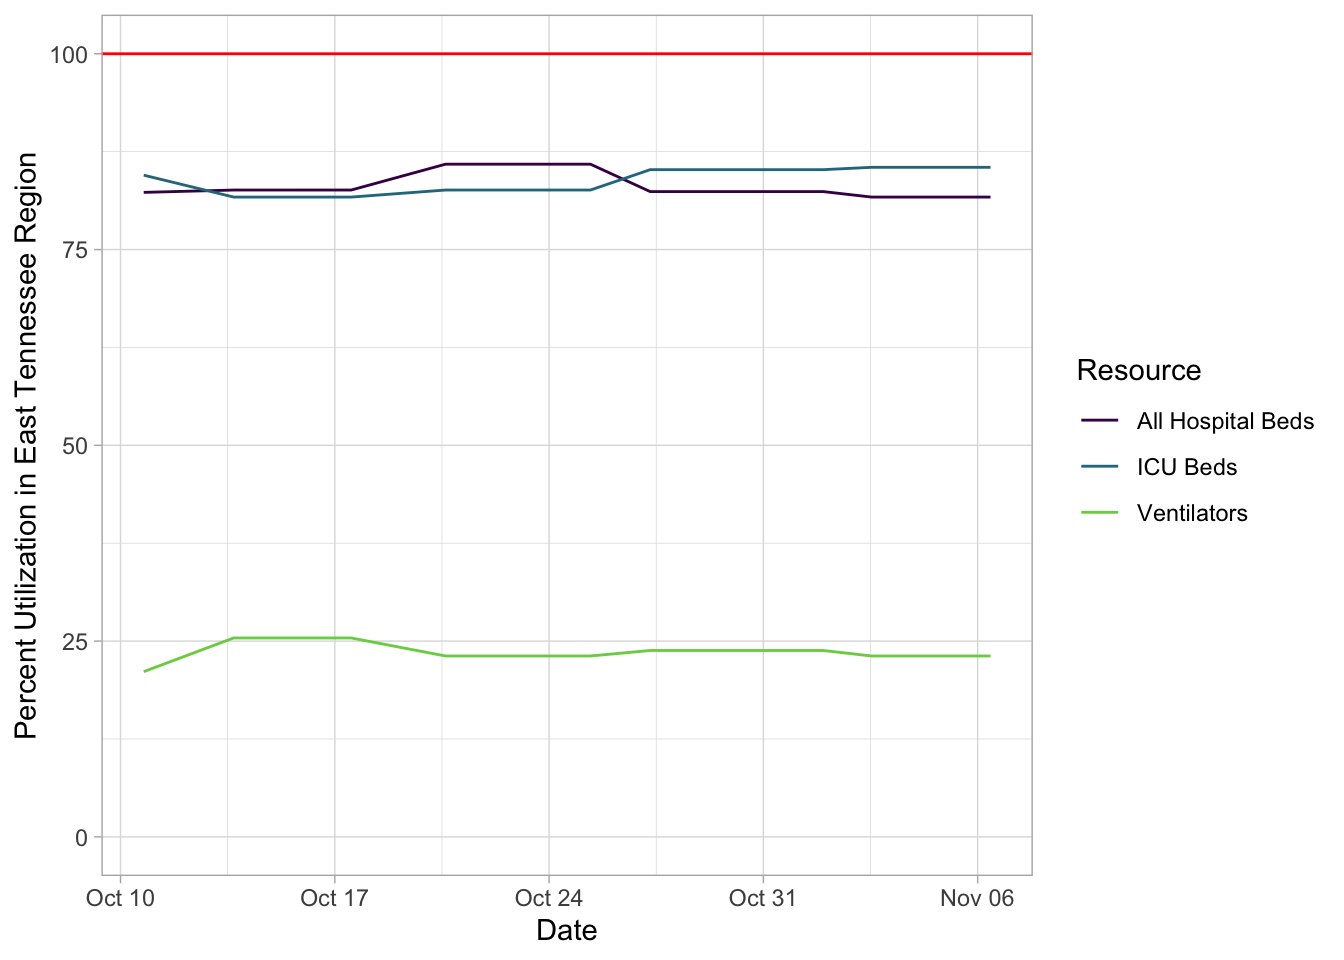 Percent Utilization in East Tennessee Region
100
75
50
25
0
Oct 10
Oct 17
Oct 24
Oct 31
Nov 06
Date
Resource
All Hospital Beds
ICU Beds
Ventilators